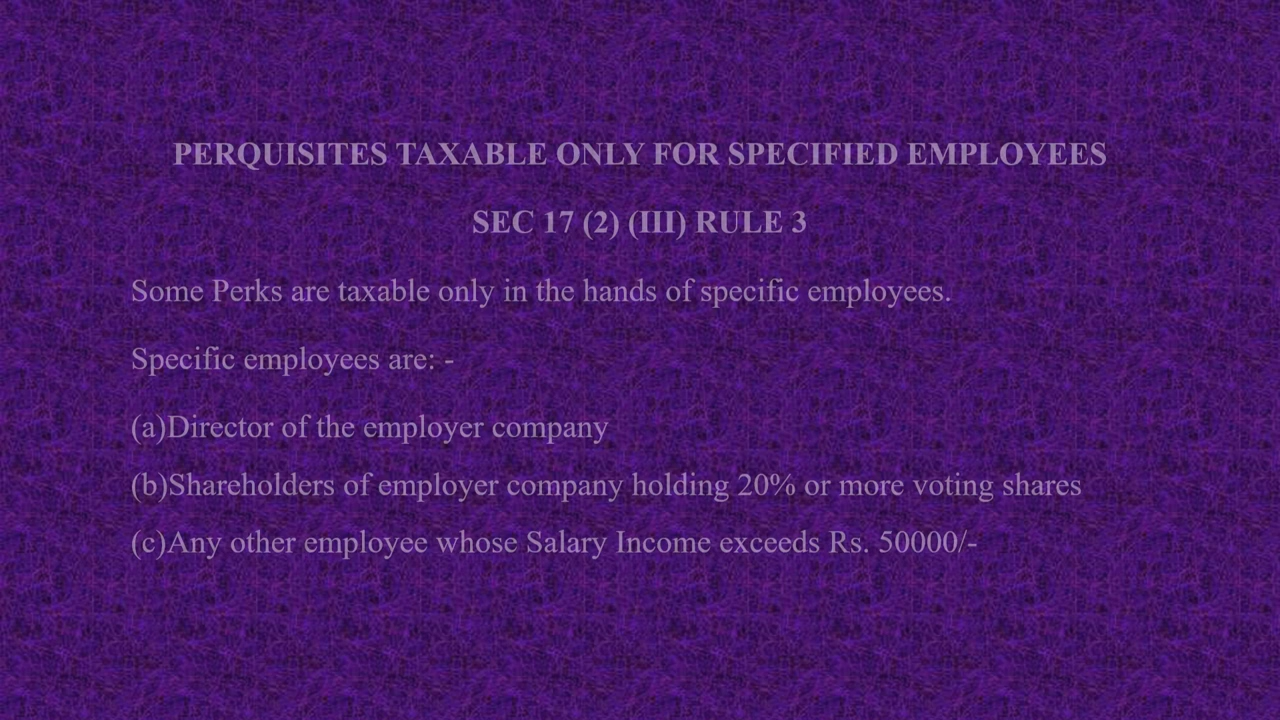 PERQUISITES TAXABLE ONLY FOR SPECIFIED EMPLOYEES
SEC 17 (2) (III) RULE 3
Some Perks are taxable only in the hands of specific employees.
Specific employees are: -
(a)Director of the employer company
(b)Shareholders of employer company holding 20% or more voting shares
(c)Any other employee whose Salary Income exceeds Rs. 50000/-